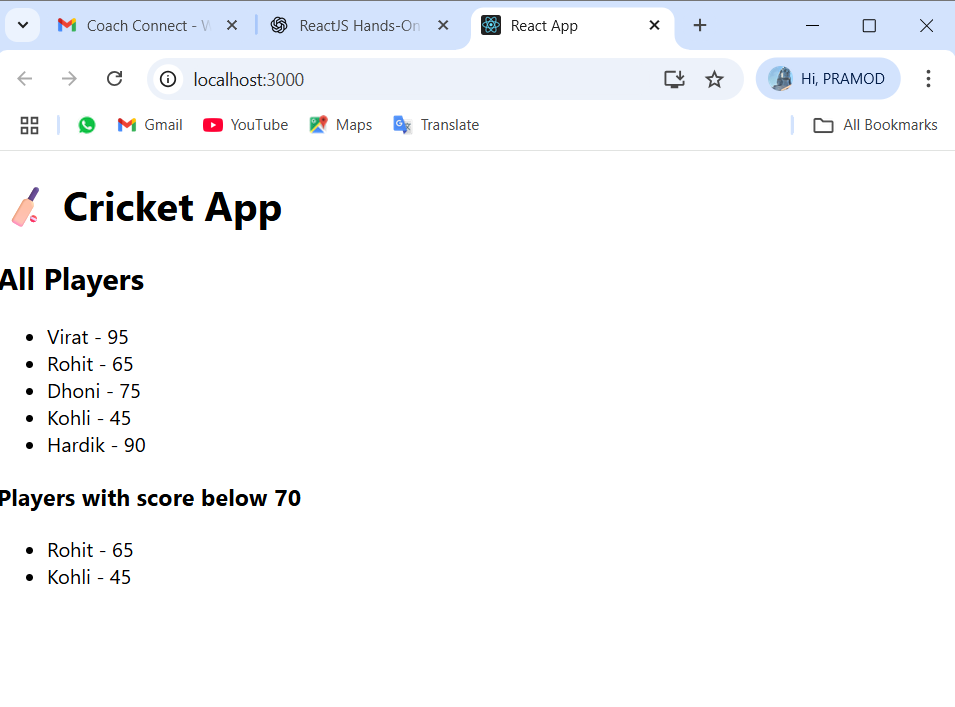 Coach Connect - W
ReactJS Hands-On
React App
localhost:3000
Hi, PRAMOD
Gmail
YouTube
Maps
Translate
All Bookmarks
Cricket App
All Players
• Virat - 95
• Rohit - 65
• Dhoni - 75
• Kohli - 45
• Hardik - 90
Players with score below 70
• Rohit - 65
• Kohli - 45